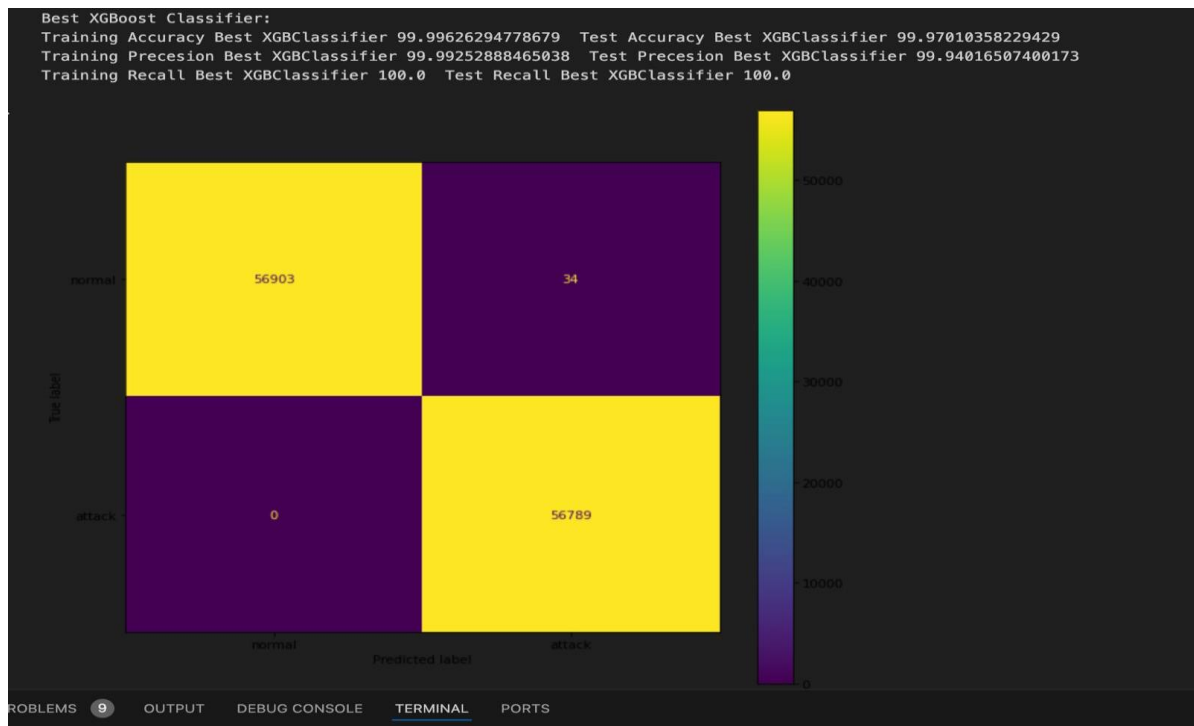 Best XGBoost Classifier:
Training Accuracy Best XGBClassifier 99.99626294778679  Test Accuracy Best XGBClassifier 99.97010358229429
Training Precesion Best XGBClassifier 99.99252888465038  Test Precesion Best XGBClassifier 99.94016507400173
Training Recall Best XGBClassifier 100.0  Test Recall Best XGBClassifier 100.0
50000
normal
56903
34
40000
True label
30000
attack
0
56789
20000
10000
normal
attack
Predicted label
0
ROBLEMS 9 OUTPUT DEBUG CONSOLE TERMINAL PORTS